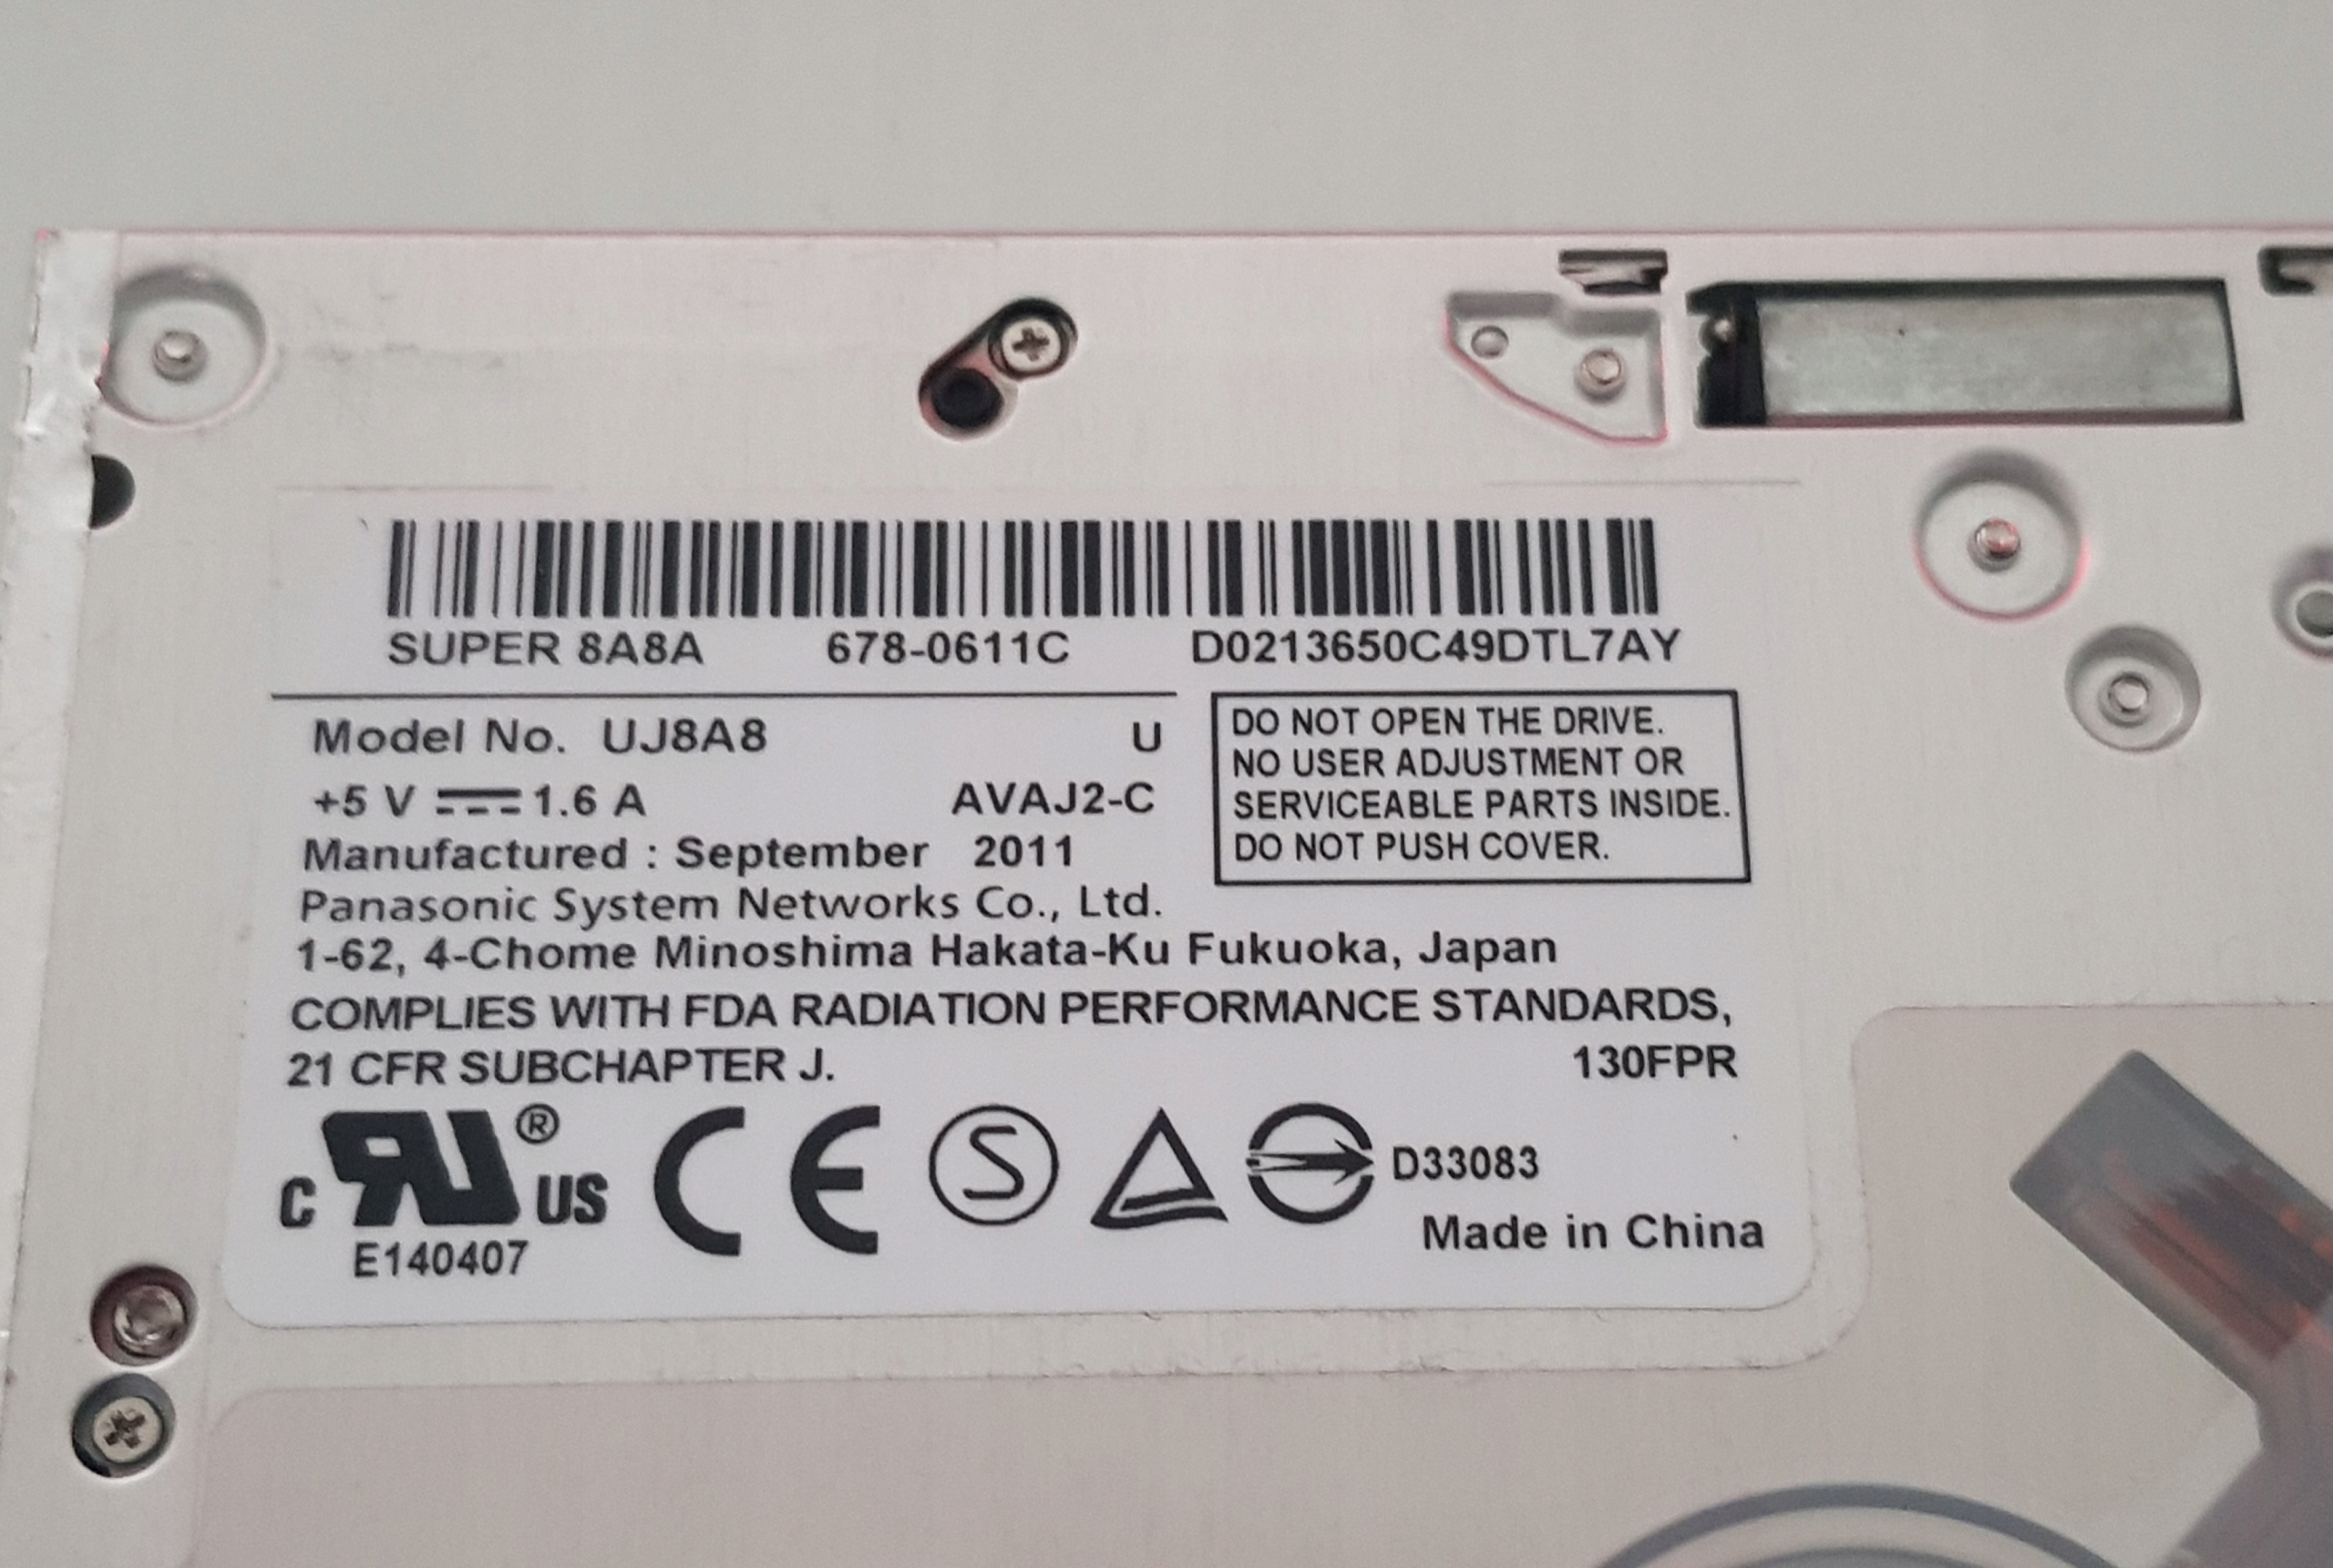 SUPER 8A8A 678-0611C D0213650C49DTL7AY
Model No. UJ8A8 U
+5 V 1.6 A AVAJ2-C
Manufactured : September 2011
Panasonic System Networks Co., Ltd.
DO NOT OPEN THE DRIVE.
NO USER ADJUSTMENT OR
SERVICEABLE PARTS INSIDE.
DO NOT PUSH COVER.
1-62, 4-Chome Minoshima Hakata-Ku Fukuoka, Japan
COMPLIES WITH FDA RADIATION PERFORMANCE STANDARDS,
21 CFR SUBCHAPTER J. 130FPR
C RU ® US CE S D33083
E140407
Made in China